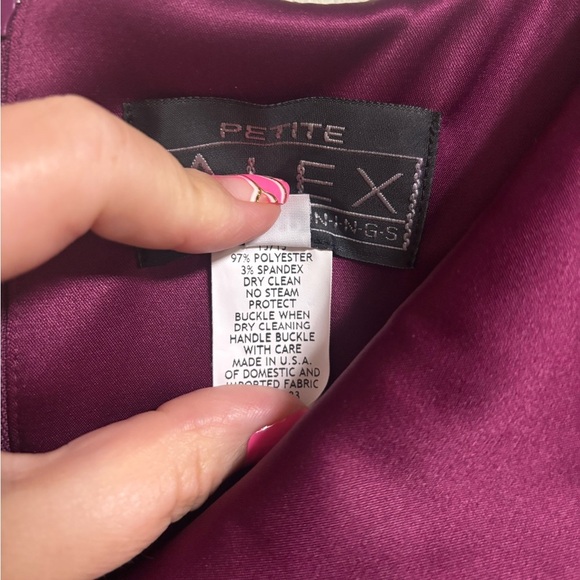 PETITE
EX
N·I·N·G·S
97% POLYESTER
3% SPANDEX
DRY CLEAN
NO STEAM
PROTECT
BUCKLE WHEN
DRY CLEANING
HANDLE BUCKLE
WITH CARE
MADE IN U.S.A.
OF DOMESTIC AND
IMPORTED FABRIC